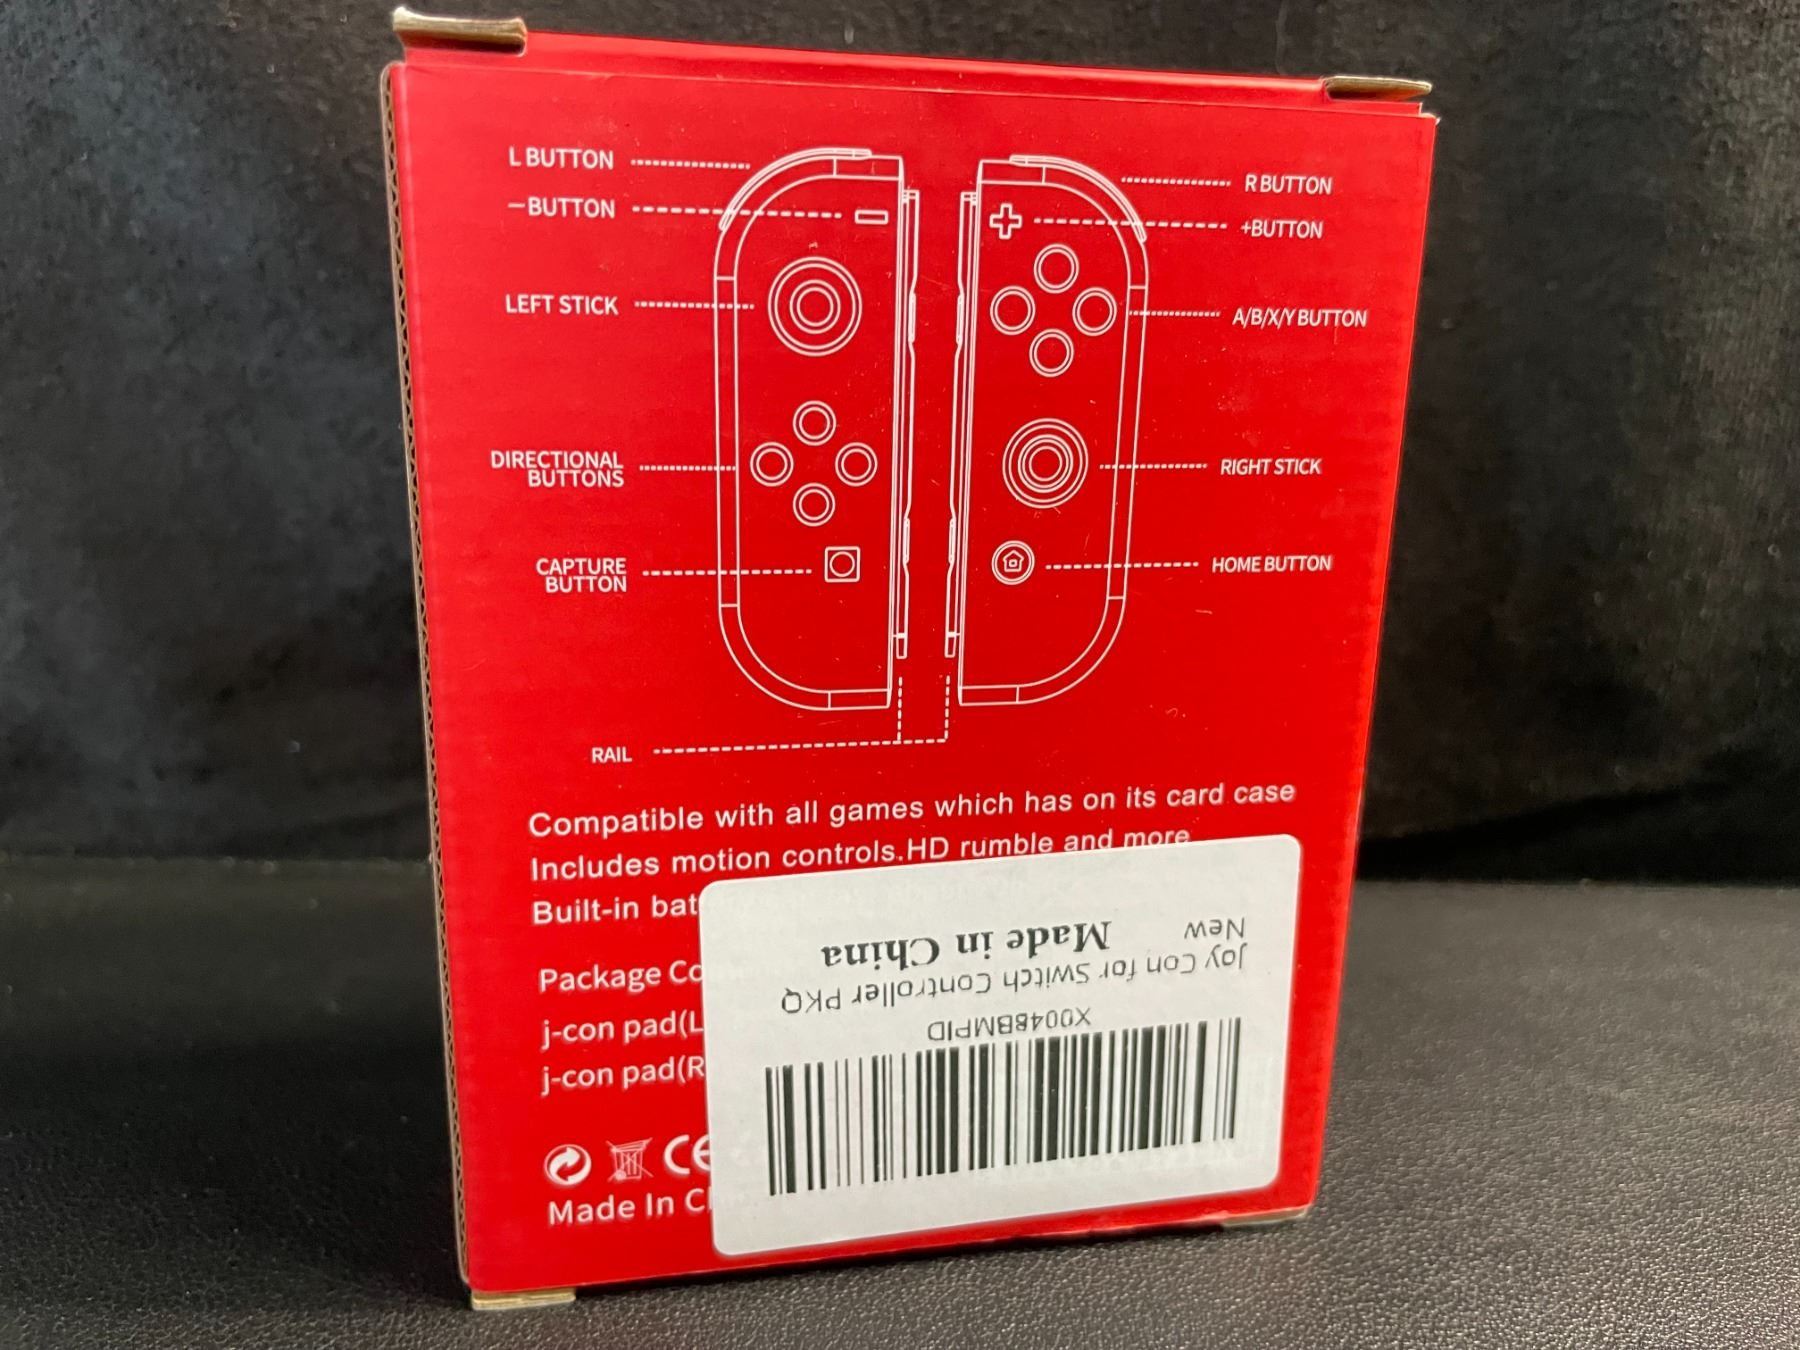 L BUTTON
R BUTTON
—BUTTON
+BUTTON
LEFT STICK
A/B/X/Y BUTTON
DIRECTIONAL
BUTTONS
RIGHT STICK
CAPTURE
BUTTON
HOME BUTTON
RAIL
Compatible with all games which has on its card case
Includes motion controls.HD rumble and more
Built-in
Package
j-con pad(L
j-con pad(R
CE
Made In
X0048BMPID
Joy Con for Switch Controller PKQ
New
Made in China